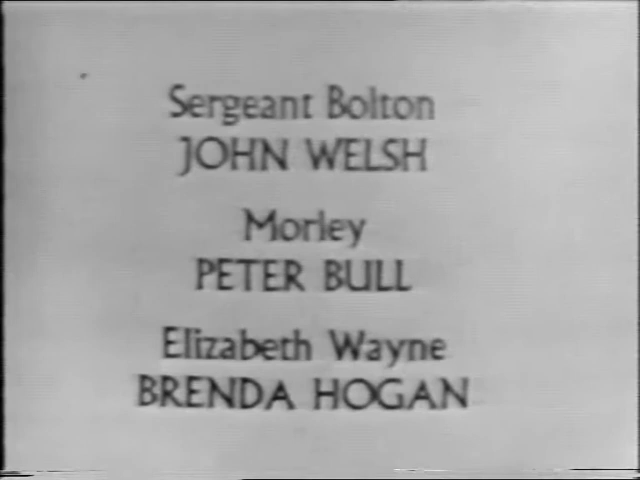 Sergeant Bolton
JOHN WELSH
Morley
PETER BULL
Elizabeth Wayne
BRENDA HOGAN